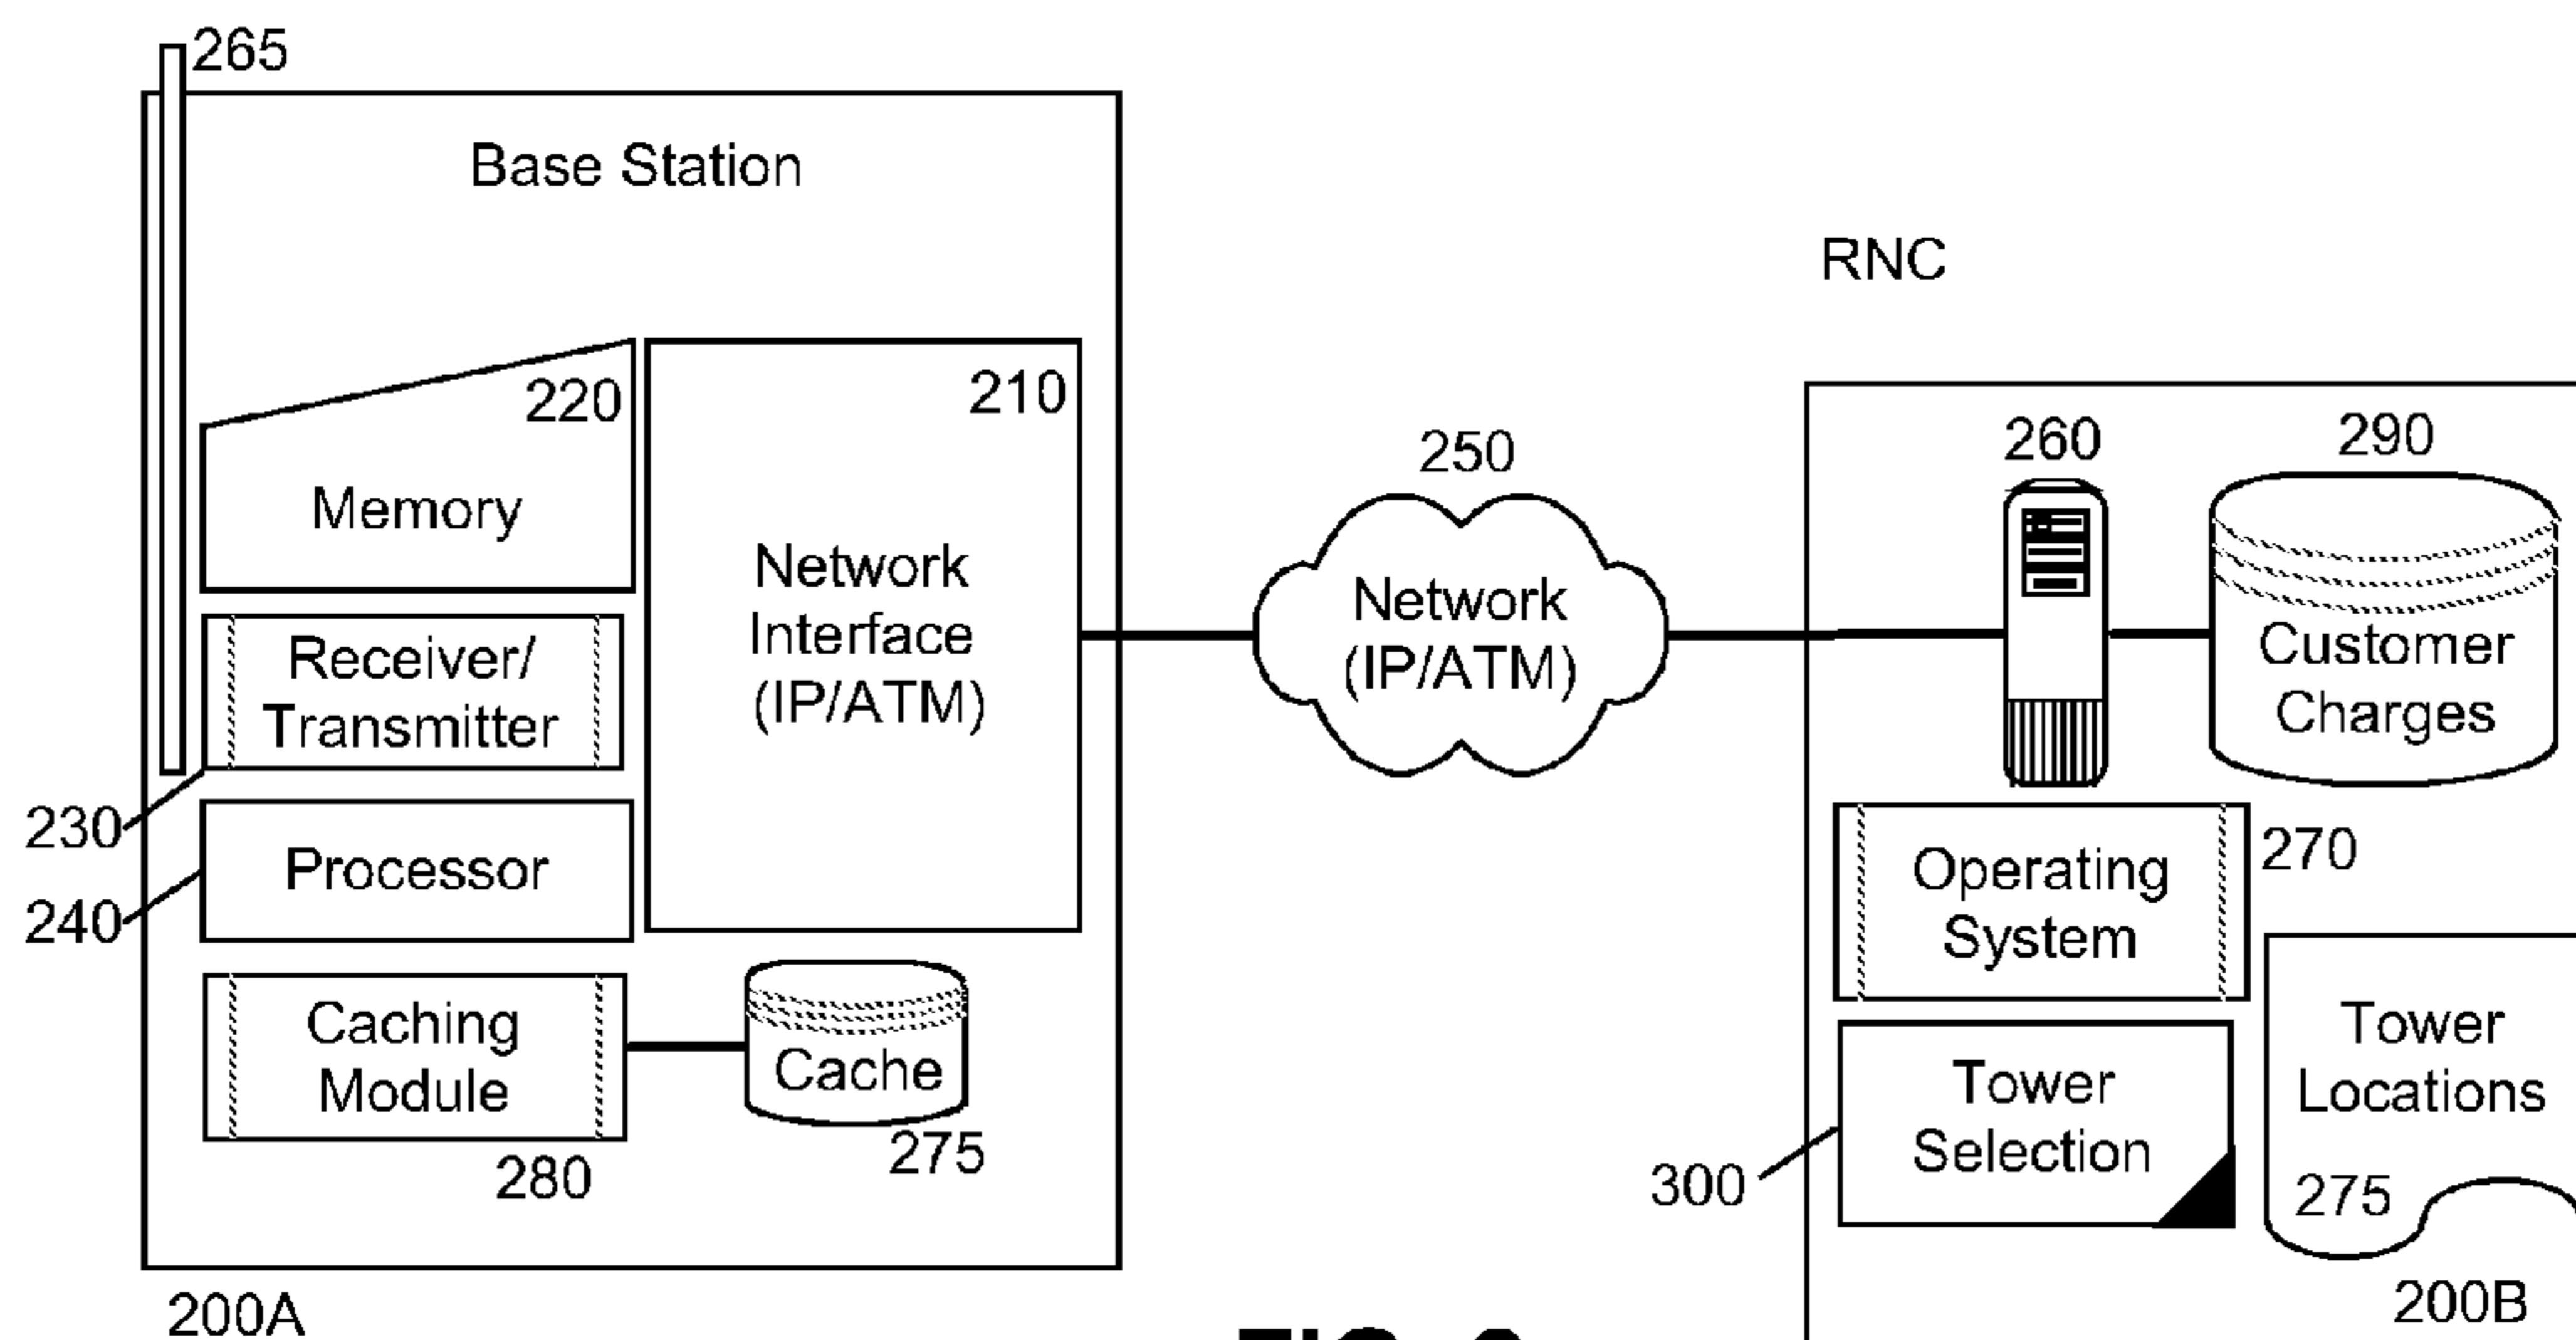 265
Base Station
220
Memory
210
Network
Interface
(IP/ATM)
Receiver/
Transmitter
230
Processor
240
Caching
Module
280
Cache
275
200A
250
Network
(IP/ATM)
RNC
260
290
Customer
Charges
Operating
System
270
Tower
Selection
300
Tower
Locations
275
200B